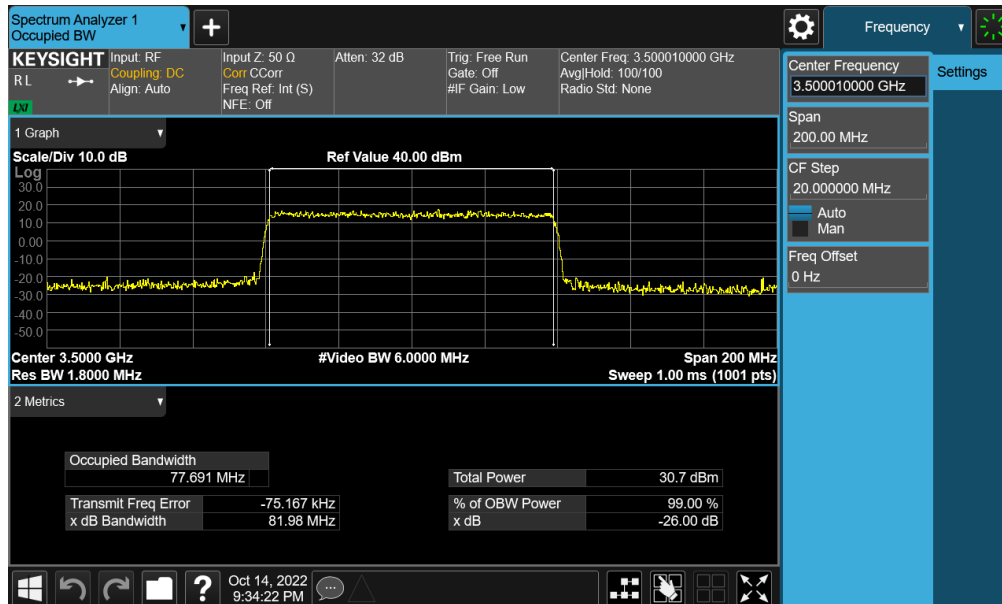 Spectrum Analyzer 1
Occupied BW
+
Frequency
KEYSIGHT
R L
LXI
Input: RF
Coupling: DC
Align: Auto
Input Z: 50 Ω
Corr CCorr
Freq Ref: Int (S)
NFE: Off
Atten: 32 dB
Trig: Free Run
Gate: Off
#IF Gain: Low
Center Freq: 3.500010000 GHz
Avg|Hold: 100/100
Radio Std: None
Center Frequency
3.500010000 GHz
Settings
Span
200.00 MHz
CF Step
20.000000 MHz
Auto
Man
Freq Offset
0 Hz
1 Graph
Scale/Div 10.0 dB
Ref Value 40.00 dBm
Log
30.0
20.0
10.0
0.00
-10.0
-20.0
-30.0
-40.0
-50.0
Center 3.5000 GHz
#Video BW 6.0000 MHz
Span 200 MHz
Res BW 1.8000 MHz
Sweep 1.00 ms (1001 pts)
2 Metrics
Occupied Bandwidth
77.691 MHz
Total Power 30.7 dBm
Transmit Freq Error -75.167 kHz
% of OBW Power 99.00 %
x dB Bandwidth 81.98 MHz
x dB -26.00 dB
?
Oct 14, 2022
9:34:22 PM